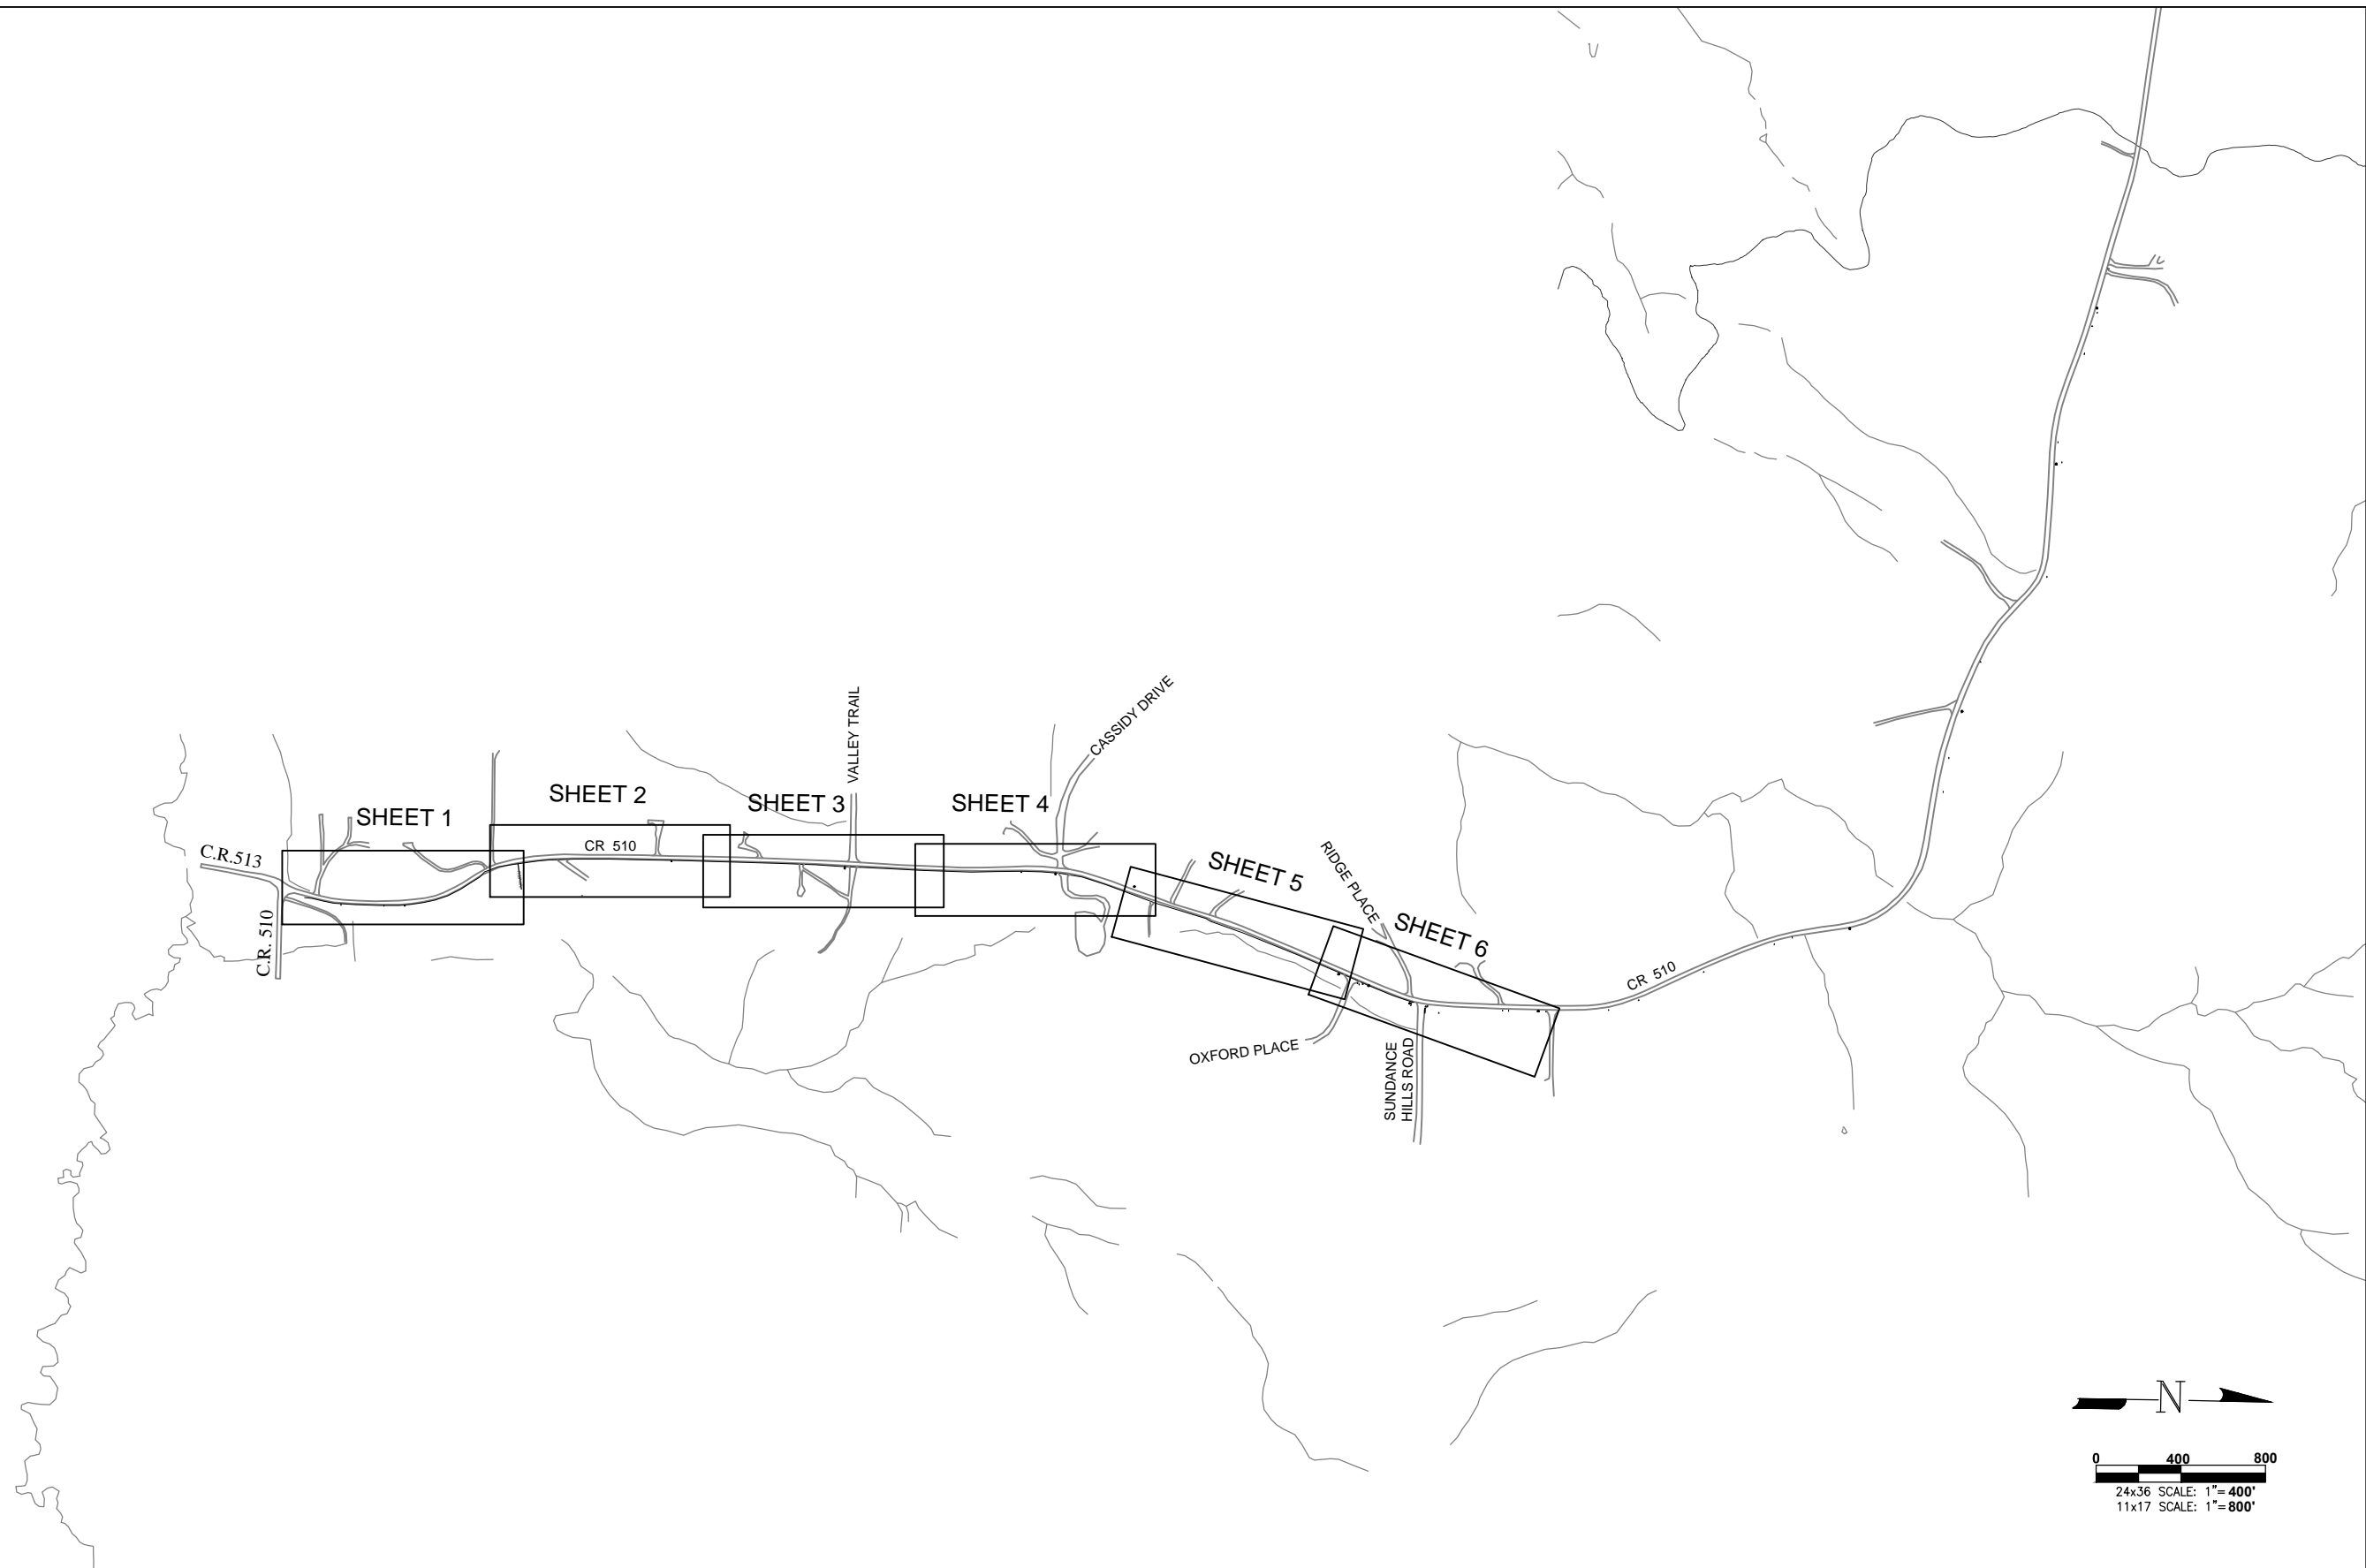 VALLEY TRAIL
CASSIDY DRIVE
SHEET 1
SHEET 2
SHEET 3
SHEET 4
SHEET 5
SHEET 6
C.R.513
C.R. 510
CR 510
RIDGE PLACE
CR 510
OXFORD PLACE
SUNDANCE
HILLS ROAD
N
0 400 800
24x36 SCALE: 1"=400'
11x17 SCALE: 1"=800'